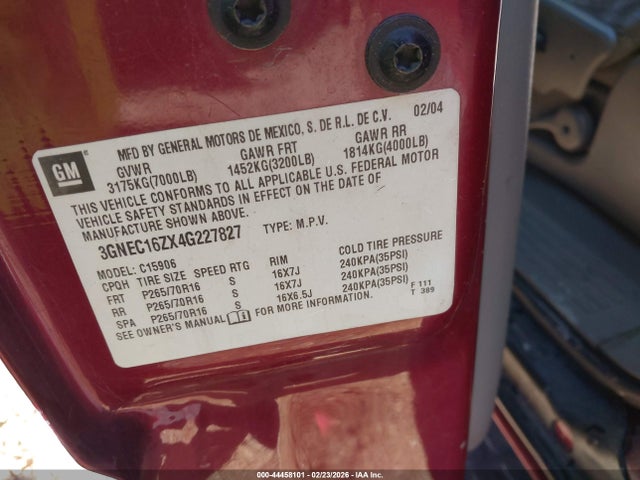 MFD BY GENERAL MOTORS DE MEXICO, S. DE R.L. DE C.V. 02/04
GM
GVWR GAWR FRT GAWR RR
3175KG(7000LB) 1452KG(3200LB) 1814KG(4000LB)
THIS VEHICLE CONFORMS TO ALL APPLICABLE U.S. FEDERAL MOTOR
VEHICLE SAFETY STANDARDS IN EFFECT ON THE DATE OF
MANUFACTURE SHOWN ABOVE.
3GNEC16ZX4G227827 TYPE: M.P.V.
MODEL: C15906
CPQH TIRE SIZE SPEED RTG RIM COLD TIRE PRESSURE
FRT P265/70R16 S 16X7J 240KPA(35PSI)
RR P265/70R16 S 16X7J 240KPA(35PSI)
SPA P265/70R16 S 16X6.5J 240KPA(35PSI)
SEE OWNER'S MANUAL FOR MORE INFORMATION.
F 111
T 389
000-44458101 - 02/23/2026 - IAA Inc.